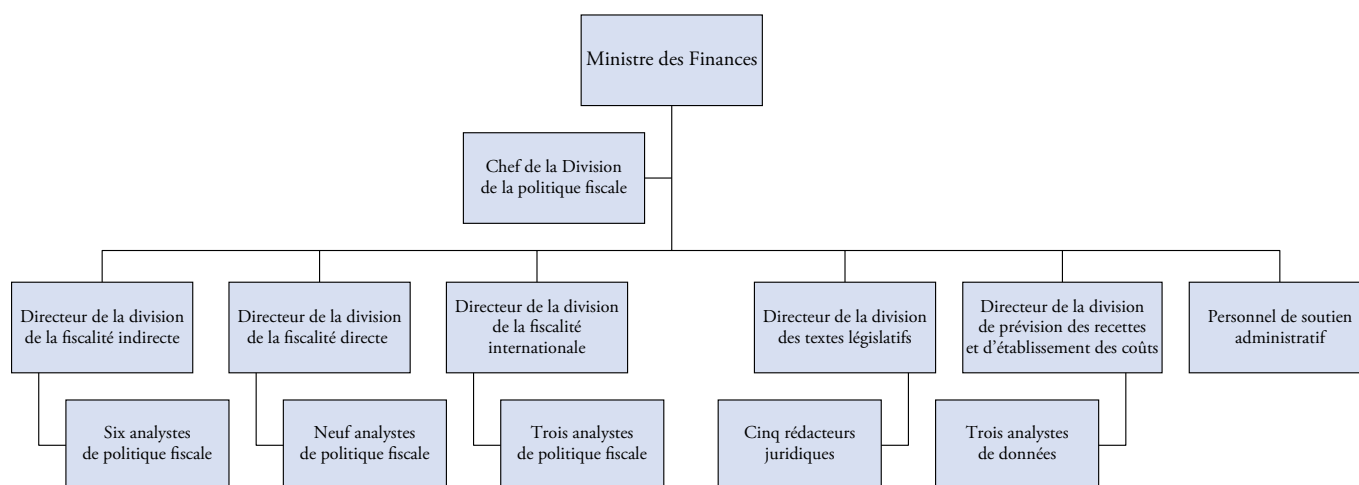 Ministre des Finances
Chef de la Division
de la politique fiscale
Directeur de la division
de la fiscalité indirecte
Directeur de la division
de la fiscalité directe
Directeur de la division
de la fiscalité
internationale
Directeur de la division
des textes législatifs
Directeur de la division
de prévision des recettes
et d’établissement des coûts
Personnel de soutien
administratif
Six analystes
de politique fiscale
Neuf analystes
de politique fiscale
Trois analystes
de politique fiscale
Cinq rédacteurs
juridiques
Trois analystes
de données